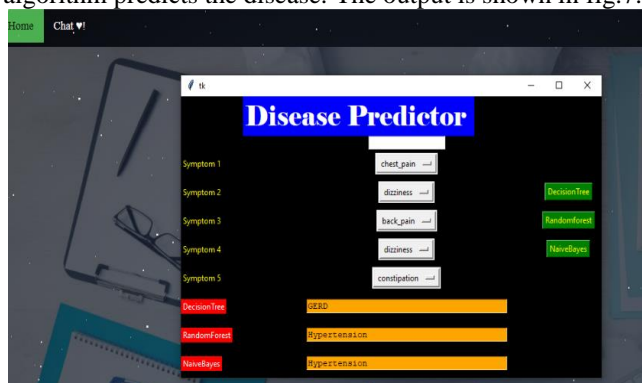 algorithm predicts the disease. The output is shown in fig.7.
Home Chat ♥!
tk
Disease Predictor
Symptom 1 chest_pain
Symptom 2 dizziness DecisionTree
Symptom 3 back_pain Randomforest
Symptom 4 dizziness NaiveBayes
Symptom 5 constipation
DecisionTree GERD
RandomForest Hypertension
NaiveBayes Hypertension